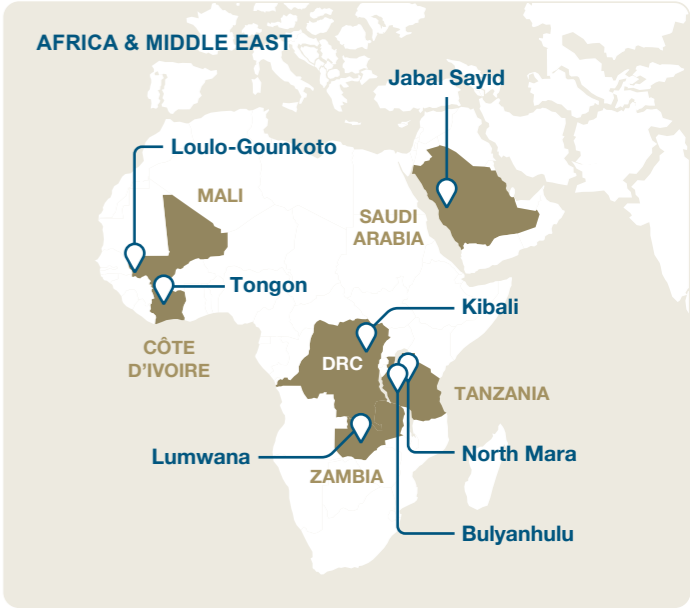 AFRICA & MIDDLE EAST
Jabal Sayid
Loulo-Gounkoto
MALI
SAUDI
ARABIA
Tongon
Kibali
CÔTE
D'IVOIRE
DRC
TANZANIA
Lumwana
North Mara
ZAMBIA
Bulyanhulu